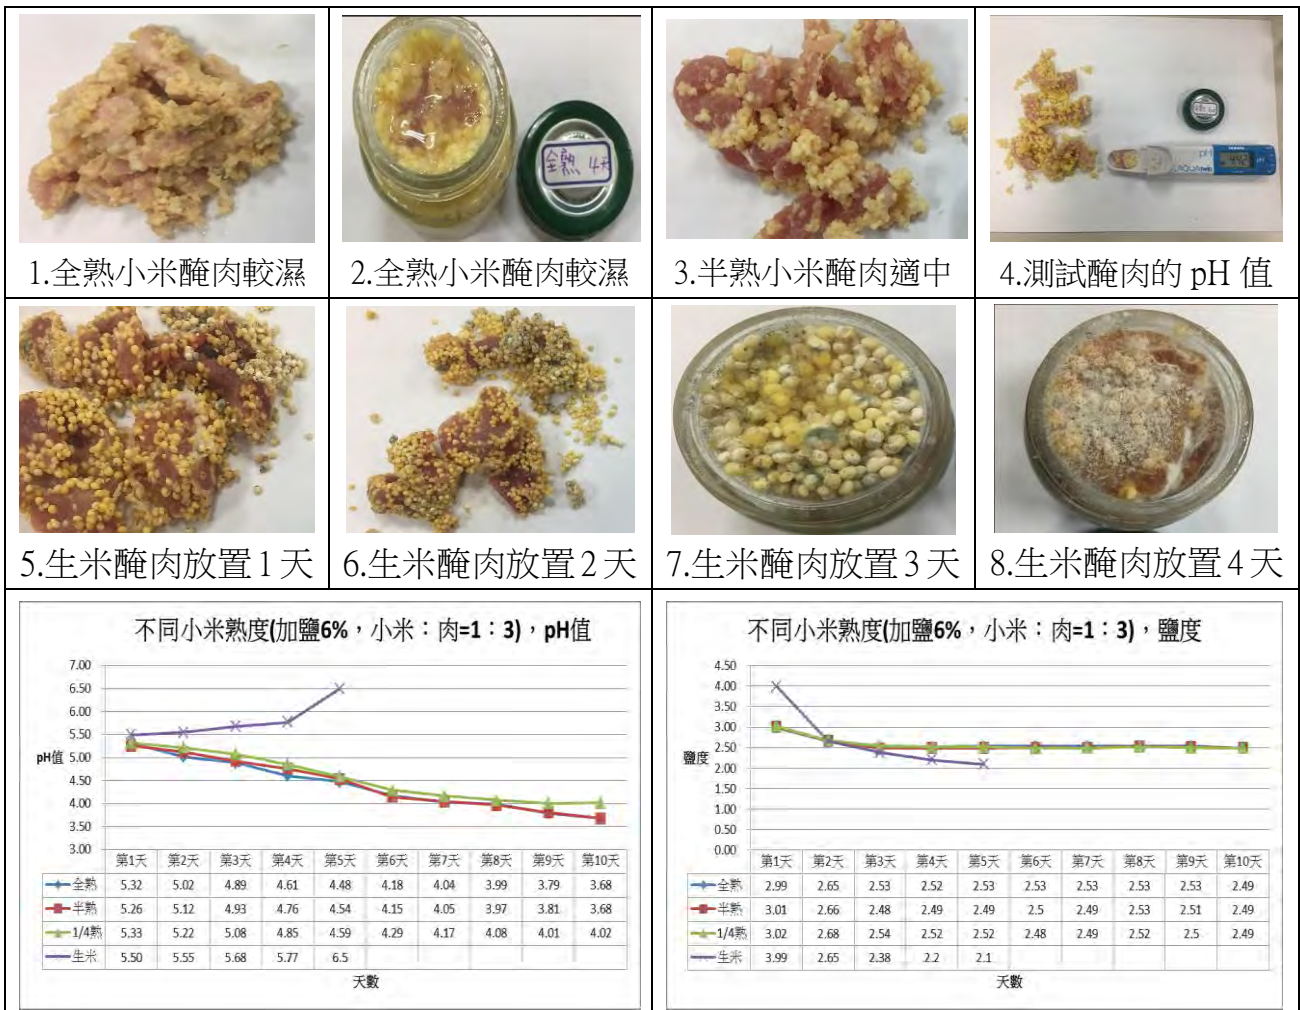 全熟 4天
pH
AQUAtwin
1.全熟小米醃肉較濕
2.全熟小米醃肉較濕
3.半熟小米醃肉適中
4.測試醃肉的 pH 值
5.生米醃肉放置1天
6.生米醃肉放置2天
7.生米醃肉放置3天
8.生米醃肉放置4天
不同小米熟度(加鹽6%，小米：肉=1：3)，pH值
7.00
6.50
6.00
5.50
5.00
4.50
4.00
3.50
3.00
pH值
第1天 第2天 第3天 第4天 第5天 第6天 第7天 第8天 第9天 第10天
全熟 5.32 5.02 4.89 4.61 4.48 4.18 4.04 3.99 3.79 3.68
半熟 5.26 5.12 4.93 4.76 4.54 4.15 4.05 3.97 3.81 3.68
1/4熟 5.33 5.22 5.08 4.85 4.59 4.29 4.17 4.08 4.01 4.02
生米 5.50 5.55 5.68 5.77 6.5
天數
不同小米熟度(加鹽6%，小米：肉=1：3)，鹽度
4.50
4.00
3.50
3.00
2.50
2.00
1.50
1.00
0.50
0.00
鹽度
第1天 第2天 第3天 第4天 第5天 第6天 第7天 第8天 第9天 第10天
全熟 2.99 2.65 2.53 2.52 2.53 2.53 2.53 2.53 2.53 2.49
半熟 3.01 2.66 2.48 2.49 2.49 2.5 2.49 2.53 2.51 2.49
1/4熟 3.02 2.68 2.54 2.52 2.52 2.48 2.49 2.52 2.5 2.49
生米 3.99 2.65 2.38 2.2 2.1
天數